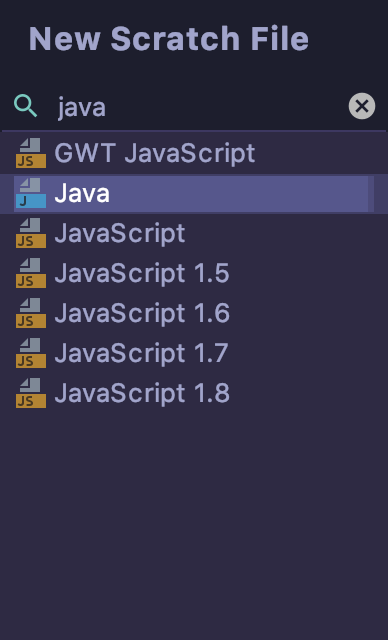 New Scratch File
java
JS GWT JavaScript
J Java
JS JavaScript
JS JavaScript 1.5
JS JavaScript 1.6
JS JavaScript 1.7
JS JavaScript 1.8